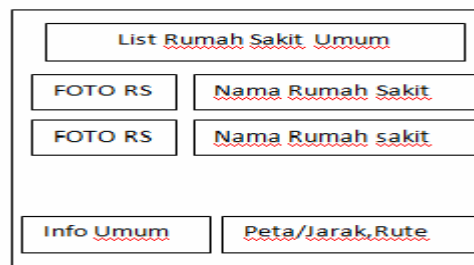 List Rumah Sakit Umum
FOTO RS Nama Rumah Sakit
FOTO RS Nama Rumah sakit
Info Umum Peta/Jarak,Rute